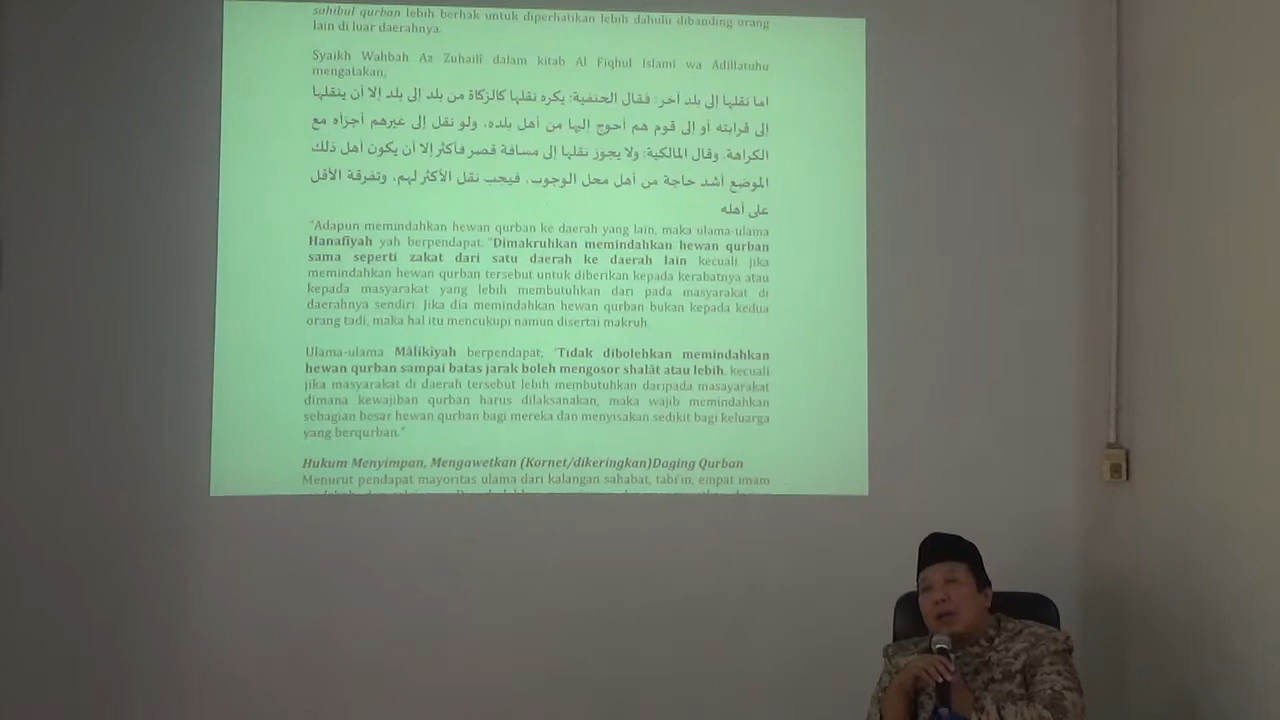 sahibul qurban lebih berhak untuk diperhatikan lebih dahulu dibanding orang
lain di luar daerahnya.
Syaikh Wahbah Az Zuhailî dalam kitab Al Fiqhul Islamî wa Adillatuhu
mengatakan,
اما نقلها إلى بلد آخر: فقال الحنفية: يكره نقلها كالزكاة من بلد إلى بلد إلا أن ينقلها
إلى قرابته أو إلى قوم هم أحوج إليها من أهل بلده، ولو نقل إلى غيرهم أجزأه مع
الكراهة. وقال المالكية: ولا يجوز نقلها إلى مسافة قصر فأكثر إلا أن يكون أهل ذلك
الموضع أشد حاجة من أهل محل الوجوب، فيجب نقل الأكثر لهم، وتفرقة الأقل
على أهله
"Adapun memindahkan hewan qurban ke daerah yang lain, maka ulama-ulama
Hanafiyah yah berpendapat. "Dimakruhkan memindahkan hewan qurban
sama seperti zakat dari satu daerah ke daerah lain kecuali jika
memindahkan hewan qurban tersebut untuk diberikan kepada kerabatnya atau
kepada masyarakat yang lebih membutuhkan dari pada masyarakat di
daerahnya sendiri. Jika dia memindahkan hewan qurban bukan kepada kedua
orang tadi, maka hal itu mencukupi namun disertai makruh.
Ulama-ulama Mâlikîyah berpendapat; "Tidak dibolehkan memindahkan
hewan qurban sampai batas jarak boleh mengosor shalât atau lebih, kecuali
jika masyarakat di daerah tersebut lebih membutuhkan daripada masayarakat
dimana kewajiban qurban harus dilaksanakan, maka wajib memindahkan
sebagian besar hewan qurban bagi mereka dan menyisakan sedikit bagi keluarga
yang berqurban."
Hukum Menyimpan, Mengawetkan (Kornet/dikeringkan)Daging Qurban
Menurut pendapat mayoritas ulama dari kalangan sahabat, tabi'in, empat imam